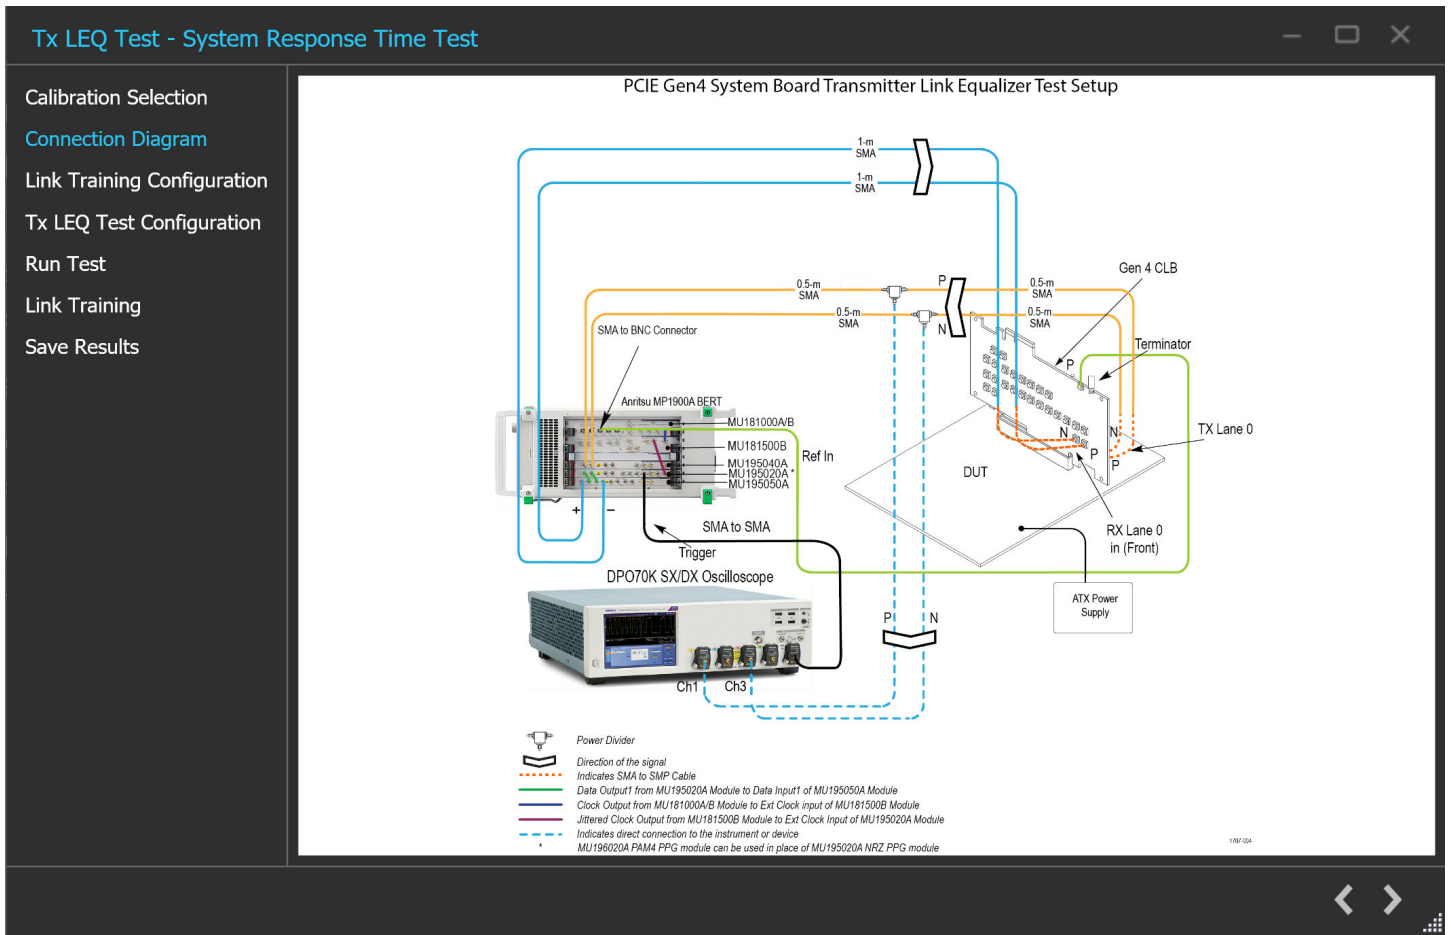 Tx LEQ Test - System Response Time Test
Calibration Selection
Connection Diagram
Link Training Configuration
Tx LEQ Test Configuration
Run Test
Link Training
Save Results
PCIE Gen4 System Board Transmitter Link Equalizer Test Setup
1-m
SMA
1-m
SMA
Gen 4 CLB
P
0.5-m
SMA
0.5-m
SMA
0.5-m
SMA
0.5-m
SMA
N
SMA to BNC Connector
Terminator
P
Anritsu MP1900A BERT
MU181000A/B
MU181500B
MU195040A
MU195020A *
MU195050A
Ref In
N
N
P
P
TX Lane 0
DUT
+
–
SMA to SMA
Trigger
RX Lane 0
in (Front)
DPO70K SX/DX Oscilloscope
ATX Power
Supply
P
N
Ch1
Ch3
Power Divider
Direction of the signal
Indicates SMA to SMP Cable
Data Output1 from MU195020A Module to Data Input1 of MU195050A Module
Clock Output from MU181000A/B Module to Ext Clock input of MU181500B Module
Jittered Clock Output from MU181500B Module to Ext Clock Input of MU195020A Module
Indicates direct connection to the instrument or device
* MU196020A PAM4 PPG module can be used in place of MU195020A NRZ PPG module
1707-004